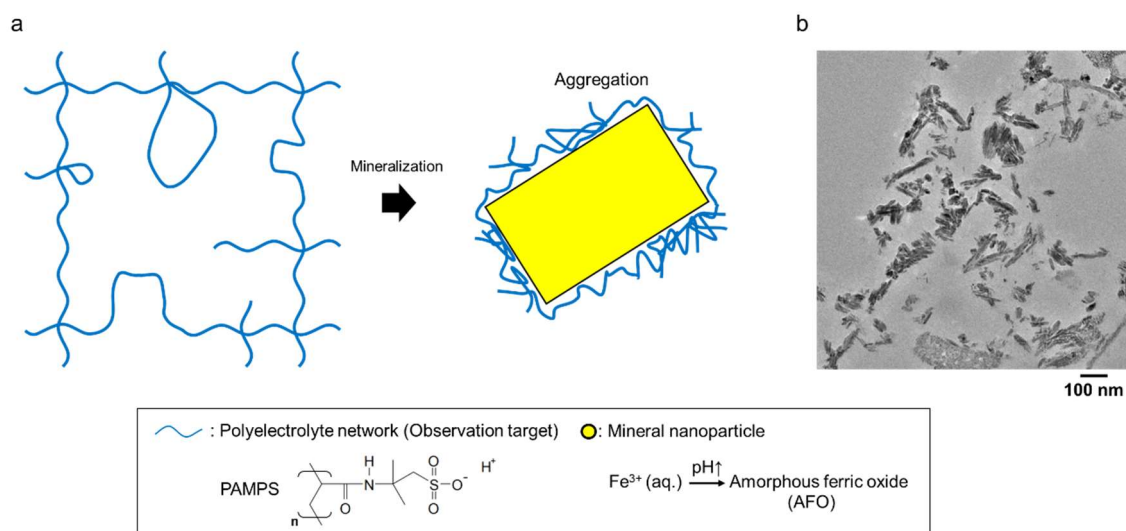 a
b
Aggregation
Mineralization
100 nm
: Polyelectrolyte network (Observation target)
: Mineral nanoparticle
PAMPS
n
O
H
N
O
S
O
O⁻
H⁺
Fe³⁺ (aq.) pH↑ Amorphous ferric oxide
(AFO)